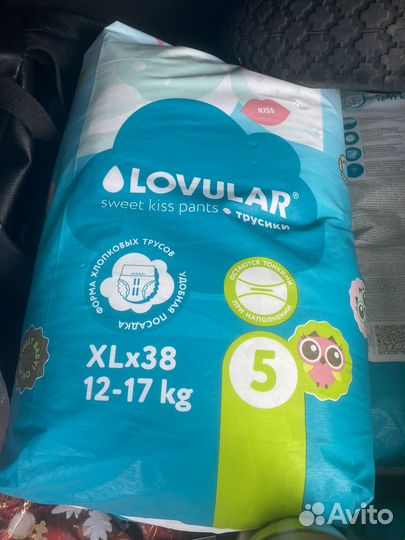 KISS
LOVULAR®
sweet kiss pants • трусики
ФОРМА ХЛОПКОВЫХ ТРУСОВ
УДОБНАЯ ПОСАДКА
ОСТАЮТСЯ ТОНКИМИ
ПРИ НАПОЛНЕНИИ
XLx38
12-17 kg
5
Avito